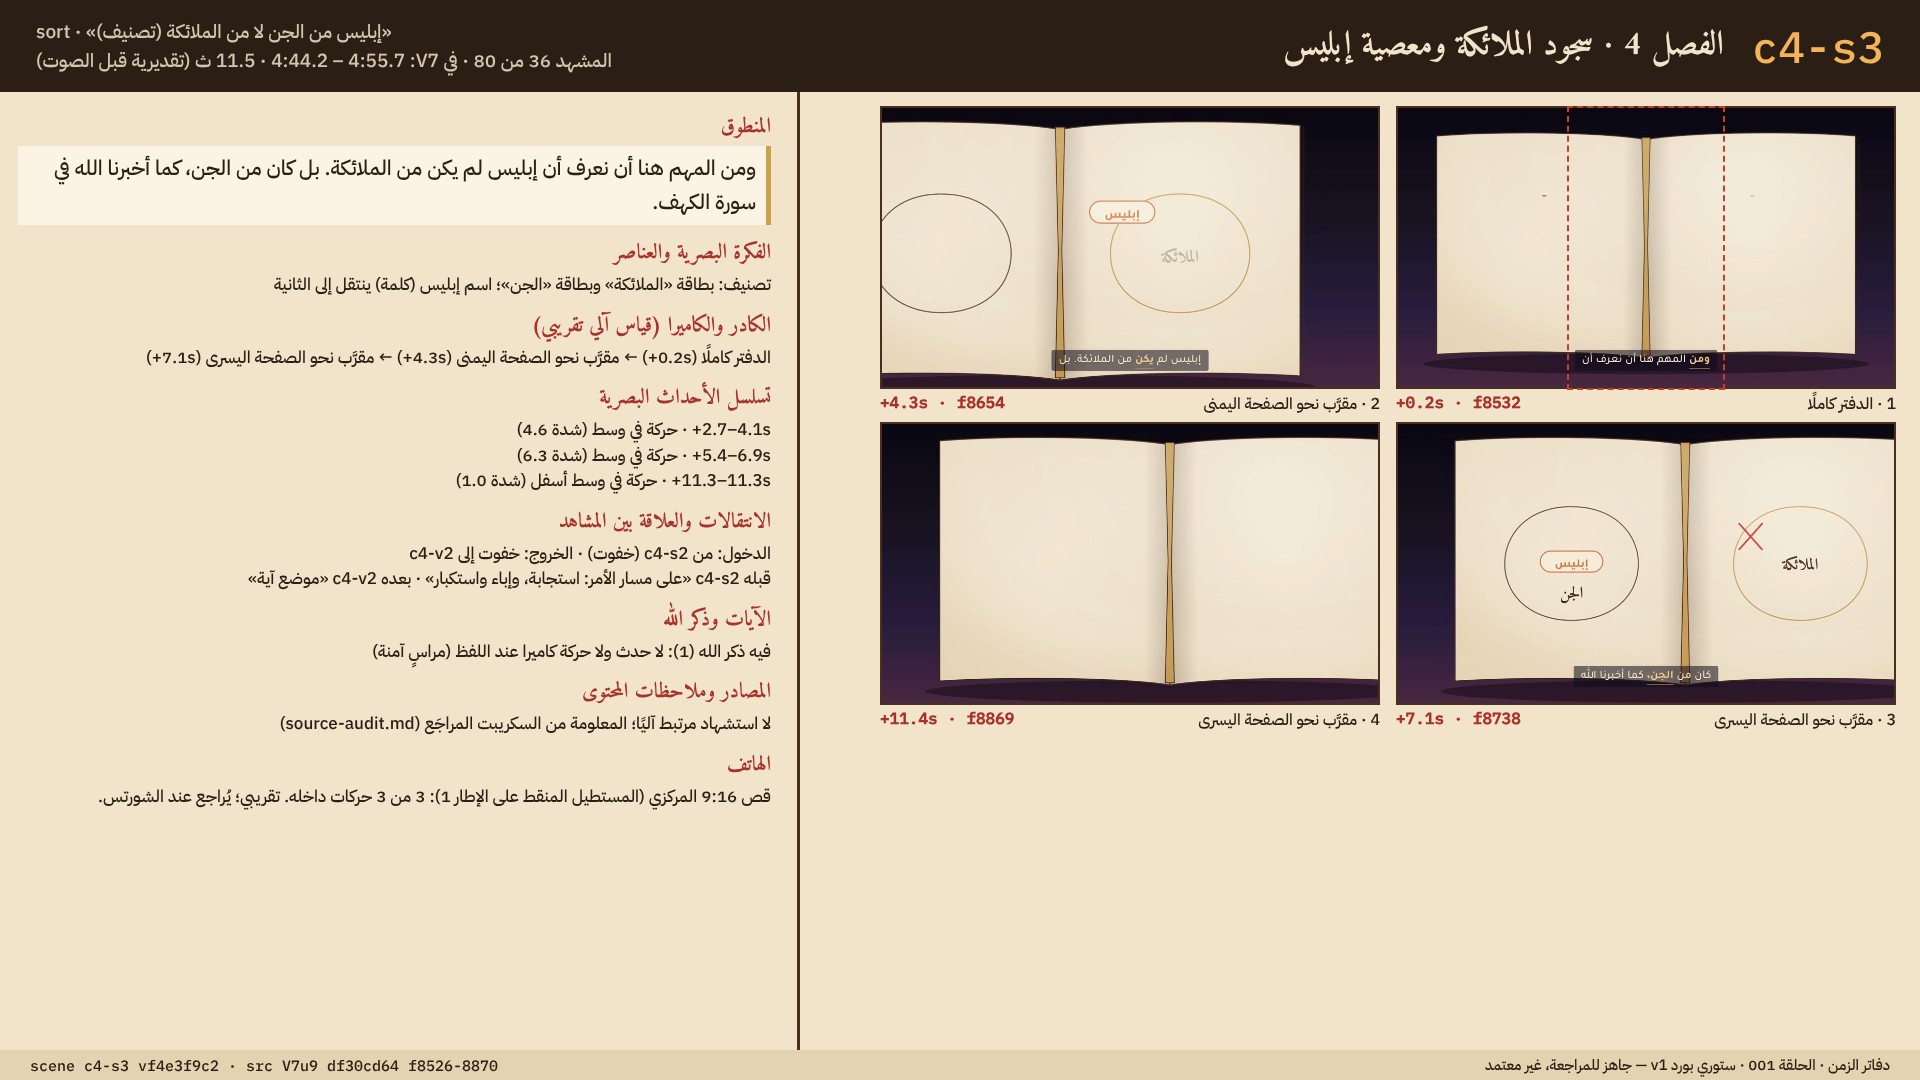 c4-s3
الفصل 4 · سجود الملائكة ومعصية إبليس
«إبليس من الجن لا من الملائكة (تصنيف)» · sort
المشهد 36 من 80 · في V7: 4:44.2 – 4:55.7 · 11.5 ث (تقديرية قبل الصوت)
ومن المهم هنا أن نعرف أن
1 · الدفتر كاملًا
+0.2s · f8532
إبليس
الملائكة
إبليس لم يكن من الملائكة. بل
2 · مقرَّب نحو الصفحة اليمنى
+4.3s · f8654
الملائكة
إبليس
الجن
كان من الجن، كما أخبرنا الله
3 · مقرَّب نحو الصفحة اليسرى
+7.1s · f8738
4 · مقرَّب نحو الصفحة اليسرى
+11.4s · f8869
المنطوق
ومن المهم هنا أن نعرف أن إبليس لم يكن من الملائكة. بل كان من الجن، كما أخبرنا الله في
سورة الكهف.
الفكرة البصرية والعناصر
تصنيف: بطاقة «الملائكة» وبطاقة «الجن»؛ اسم إبليس (كلمة) ينتقل إلى الثانية
الكادر والكاميرا (قياس آلي تقريبي)
الدفتر كاملًا (+0.2s) ← مقرَّب نحو الصفحة اليمنى (+4.3s) ← مقرَّب نحو الصفحة اليسرى (+7.1s)
تسلسل الأحداث البصرية
+2.7–4.1s · حركة في وسط (شدة 4.6)
+5.4–6.9s · حركة في وسط (شدة 6.3)
+11.3–11.3s · حركة في وسط أسفل (شدة 1.0)
الانتقالات والعلاقة بين المشاهد
الدخول: من c4-s2 (خفوت) · الخروج: خفوت إلى c4-v2
قبله c4-s2 «على مسار الأمر: استجابة، وإباء واستكبار» · بعده c4-v2 «موضع آية»
الآيات وذكر الله
فيه ذكر الله (1): لا حدث ولا حركة كاميرا عند اللفظ (مراسٍ آمنة)
المصادر وملاحظات المحتوى
لا استشهاد مرتبط آليًا؛ المعلومة من السكريبت المراجَع (source-audit.md)
الهاتف
قص 9:16 المركزي (المستطيل المنقط على الإطار 1): 3 من 3 حركات داخله. تقريبي؛ يُراجع عند الشورتس.
دفاتر الزمن · الحلقة 001 · ستوري بورد v1 — جاهز للمراجعة، غير معتمد
scene c4-s3 vf4e3f9c2 · src V7u9 df30cd64 f8526-8870